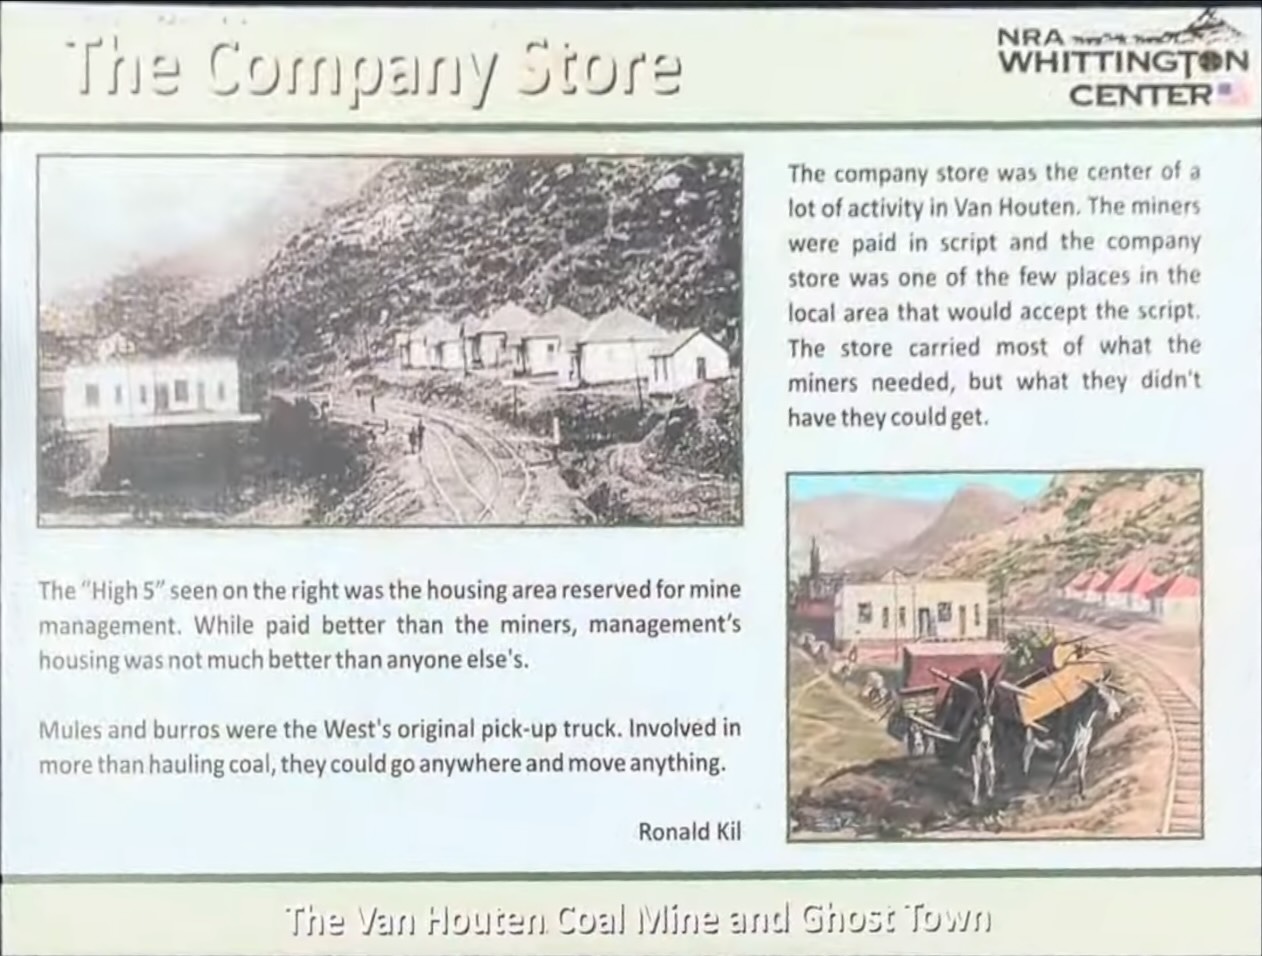 The Company Store
NRA
WHITTINGTON
CENTER
The company store was the center of a
lot of activity in Van Houten. The miners
were paid in script and the company
store was one of the few places in the
local area that would accept the script.
The store carried most of what the
miners needed, but what they didn't
have they could get.
The “High 5” seen on the right was the housing area reserved for mine
management. While paid better than the miners, management's
housing was not much better than anyone else's.
Mules and burros were the West's original pick-up truck. Involved in
more than hauling coal, they could go anywhere and move anything.
Ronald Kil
The Van Houten Coal Mine and Ghost Town